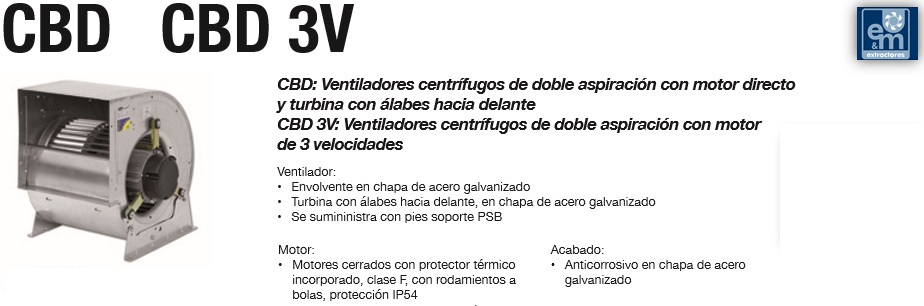 CBD CBD 3V
e&m
extractores
CBD: Ventiladores centrífugos de doble aspiración con motor directo
y turbina con álabes hacia delante
CBD 3V: Ventiladores centrífugos de doble aspiración con motor
de 3 velocidades
Ventilador:
• Envolvente en chapa de acero galvanizado
• Turbina con álabes hacia delante, en chapa de acero galvanizado
• Se sumininistra con pies soporte PSB
Motor:
• Motores cerrados con protector térmico
incorporado, clase F, con rodamientos a
bolas, protección IP54
Acabado:
• Anticorrosivo en chapa de acero
galvanizado